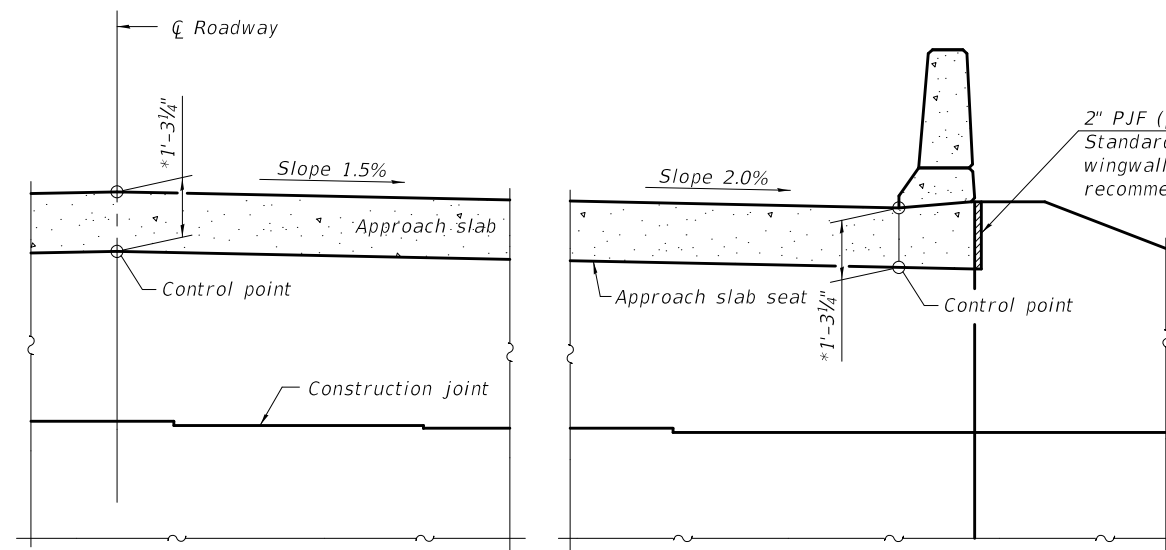 ℄ Roadway
*1'-3¼"
Slope 1.5%
Approach slab
Control point
Construction joint
Slope 2.0%
2" PJF (
Standard
wingwall
recomme
Approach slab seat
Control point
*1'-3¼"